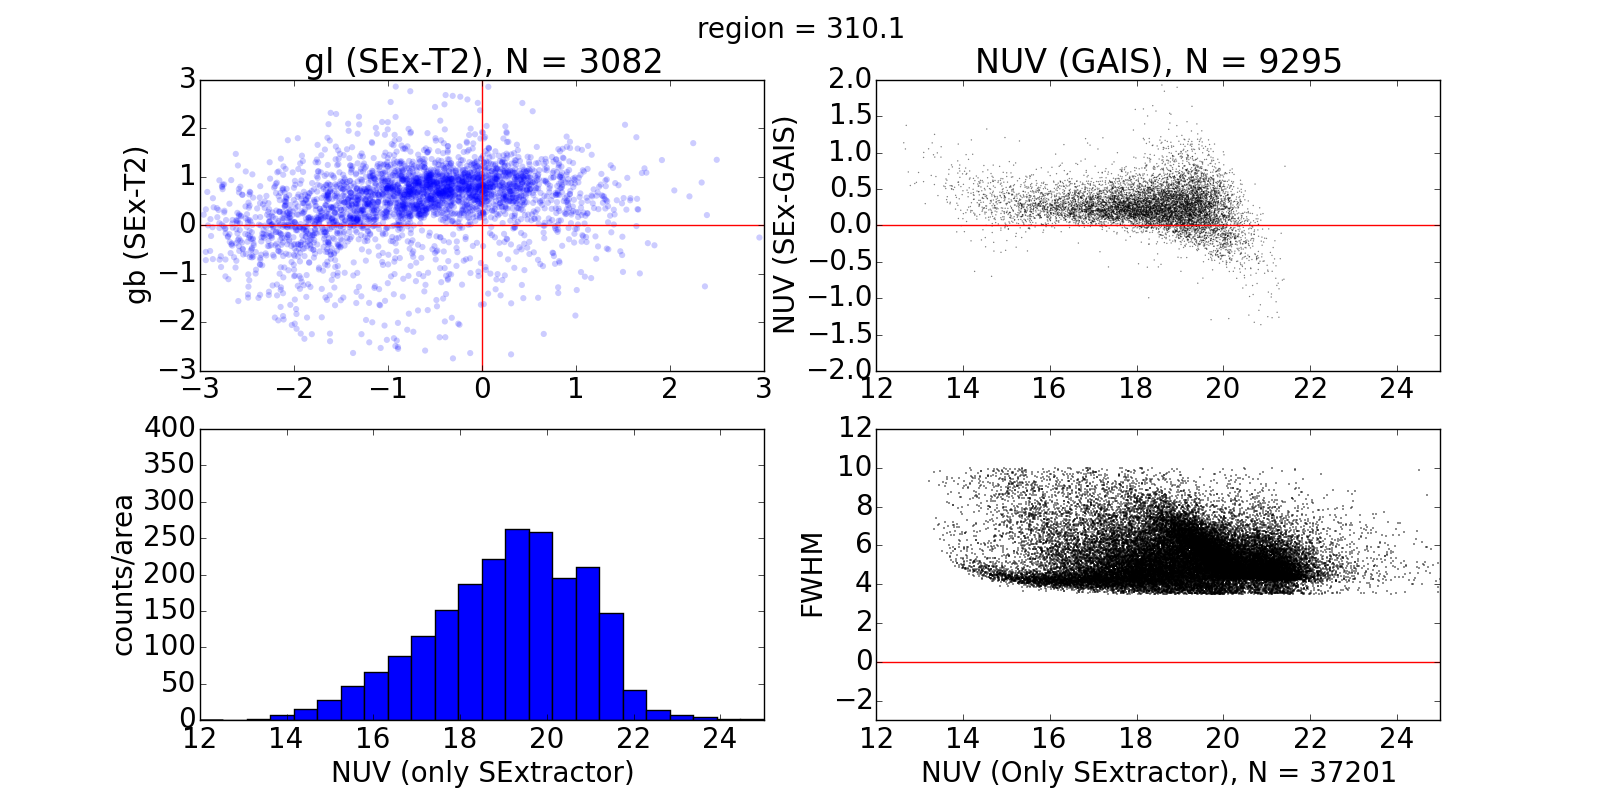 region = 310.1
gl (SEx-T2), N = 3082
3
2
1
0
−1
−2
−3
gb (SEx-T2)
−3 −2 −1 0 1 2 3
NUV (GAIS), N = 9295
2.0
1.5
1.0
0.5
0.0
−0.5
−1.0
−1.5
−2.0
NUV (SEx-GAIS)
12 14 16 18 20 22 24
400
350
300
250
200
150
100
50
0
counts/area
12 14 16 18 20 22 24
NUV (only SExtractor)
12
10
8
6
4
2
0
−2
FWHM
12 14 16 18 20 22 24
NUV (Only SExtractor), N = 37201